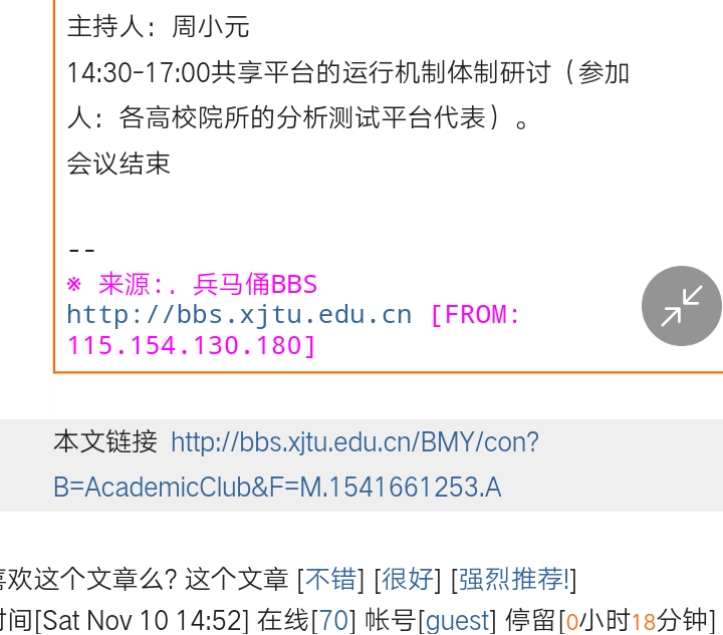 主持人：周小元
14:30-17:00共享平台的运行机制体制研讨（参加
人：各高校院所的分析测试平台代表）。
会议结束
--
※ 来源:．兵马俑BBS
http://bbs.xjtu.edu.cn [FROM:
115.154.130.180]
本文链接 http://bbs.xjtu.edu.cn/BMY/con?
B=AcademicClub&F=M.1541661253.A
欢这个文章么? 这个文章 [不错] [很好] [强烈推荐!]
间[Sat Nov 10 14:52] 在线[70] 帐号[guest] 停留[0小时18分钟]